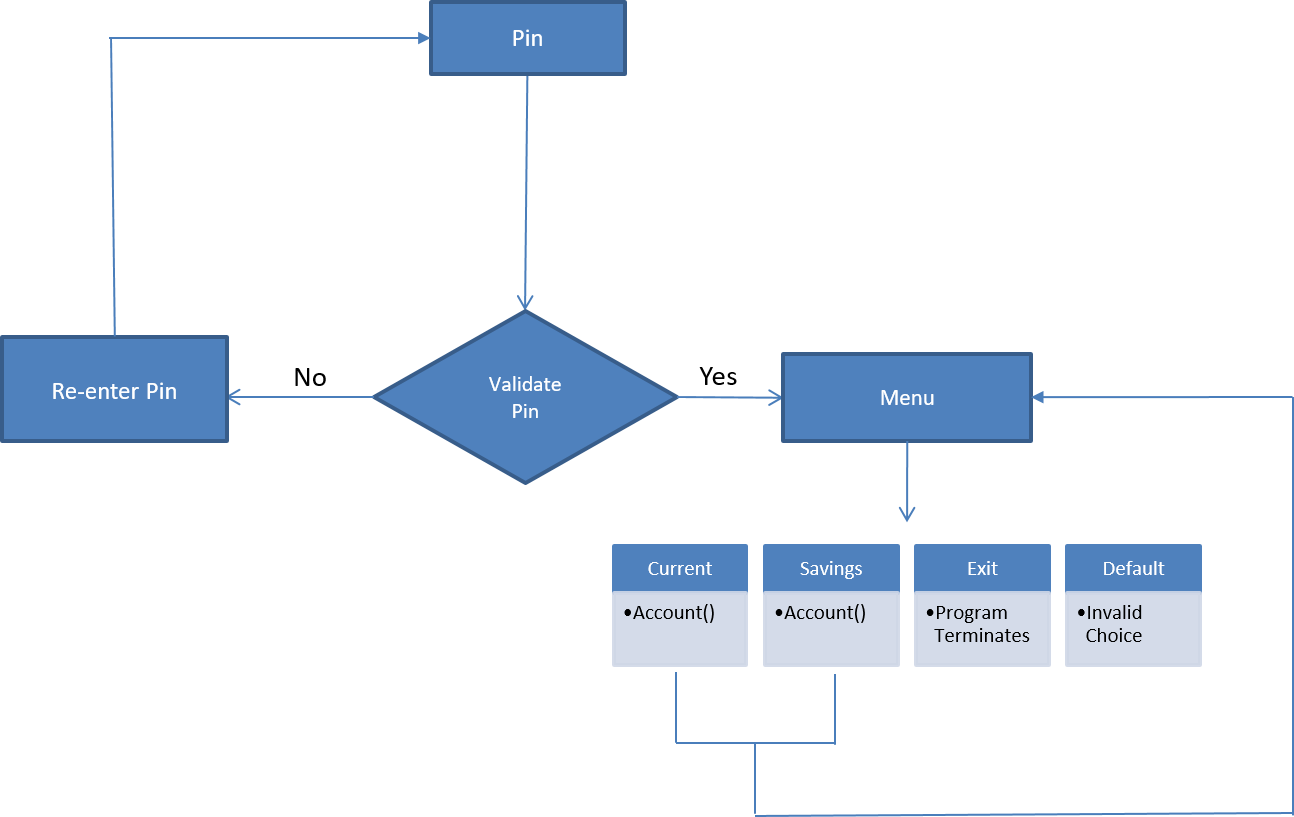 Pin
Re-enter Pin
No
Validate
Pin
Yes
Menu
Current
•Account()
Savings
•Account()
Exit
•Program
Terminates
Default
•Invalid
Choice